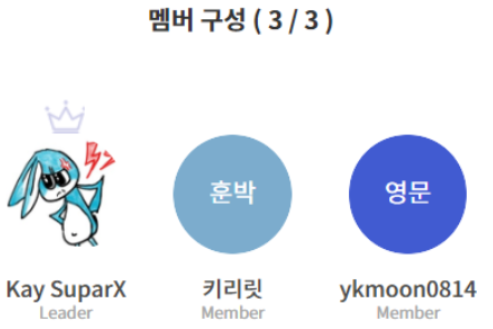 멤버 구성 ( 3 / 3 )
훈박
영문
Kay SuparX
Leader
키리릿
Member
ykmoon0814
Member